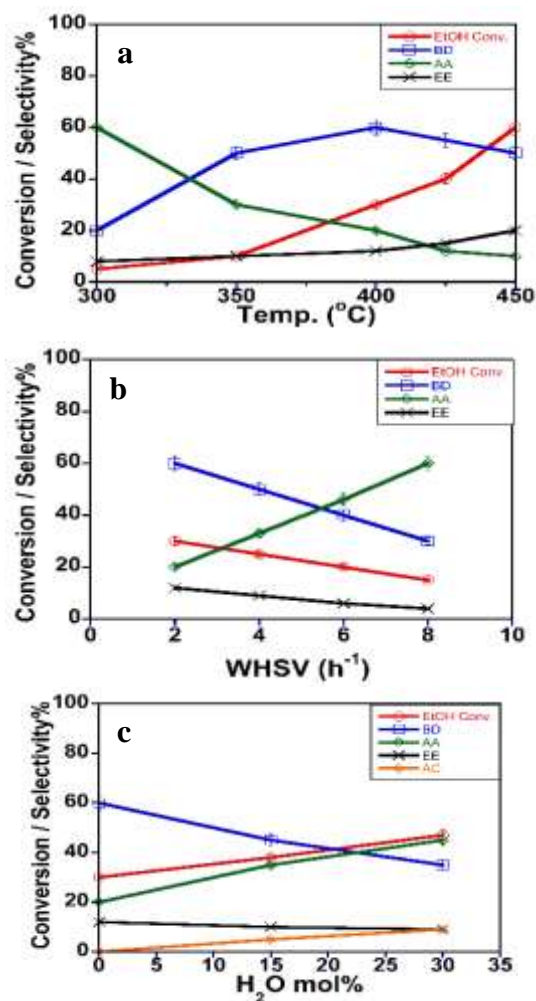 a
EtOH Conv.
BD
AA
EE
Conversion / Selectivity%
100
80
60
40
20
0
300
350
400
450
Temp. (°C)
b
EtOH Conv.
BD
AA
EE
Conversion / Selectivity%
100
80
60
40
20
0
0
2
4
6
8
10
WHSV (h⁻¹)
c
EtOH Conv.
BD
AA
EE
AC
Conversion / Selectivity%
100
80
60
40
20
0
0
5
10
15
20
25
30
35
H₂O mol%